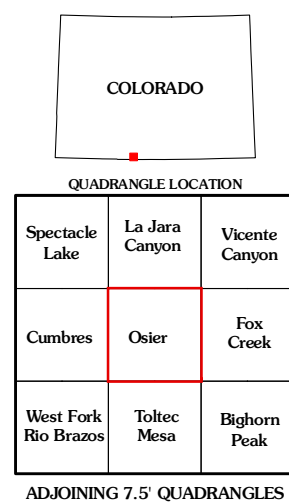 COLORADO
QUADRANGLE LOCATION
Spectacle
Lake
La Jara
Canyon
Vicente
Canyon
Cumbres
Osier
Fox
Creek
West Fork
Rio Brazos
Toltec
Mesa
Bighorn
Peak
ADJOINING 7.5' QUADRANGLES